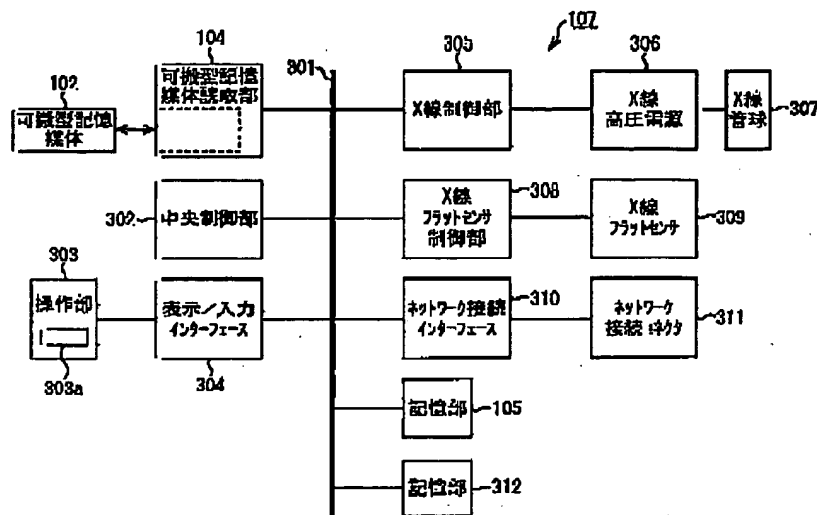 107
102
可搬型記憶
媒体
104
可搬型記憶
媒体読取部
301
305
X線制御部
306
X線
高圧電源
X線
管球
307
302
中央制御部
308
X線
フラットセンサ
制御部
X線
フラットセンサ
309
303
操作部
303a
表示/入力
インターフェース
304
ネットワーク接続
インターフェース
310
ネットワーク
接続コネクタ
311
記憶部
105
記憶部
312